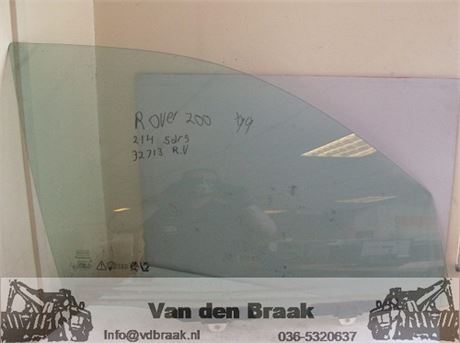 Rover 200 '99
214 5drs
32713 R.V
Van den Braak
Info@vdbraak.nl 036-5320637